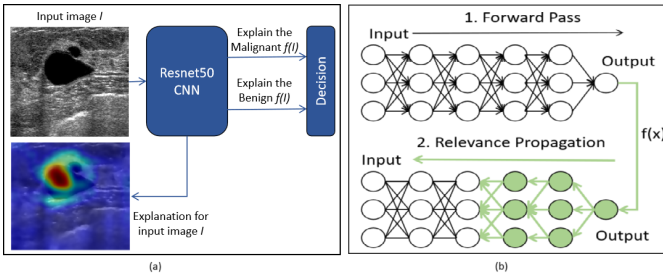 Input image I
Resnet50
CNN
Explain the
Malignant f(I)
Explain the
Benign f(I)
Decision
Explanation for
input image I
(a)
1. Forward Pass
Input
Output
f(x)
2. Relevance Propagation
Input
Output
(b)